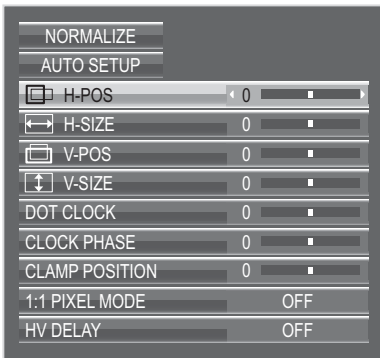 NORMALIZE
AUTO SETUP
H-POS 0
H-SIZE 0
V-POS 0
V-SIZE 0
DOT CLOCK 0
CLOCK PHASE 0
CLAMP POSITION 0
1:1 PIXEL MODE OFF
HV DELAY OFF